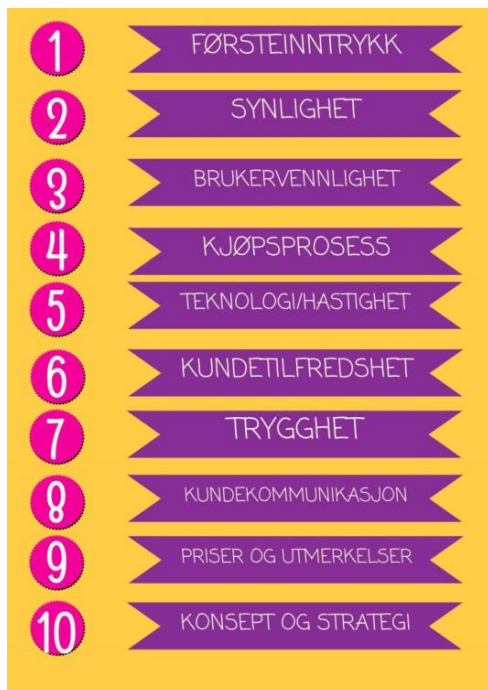 1 FØRSTEINNTRYKK
2 SYNLIGHET
3 BRUKERVENNLIGHET
4 KJØPSPROSESS
5 TEKNOLOGI/HASTIGHET
6 KUNDETILFREDSHET
7 TRYGGHET
8 KUNDEKOMMUNIKASJON
9 PRISER OG UTMERKELSER
10 KONSEPT OG STRATEGI